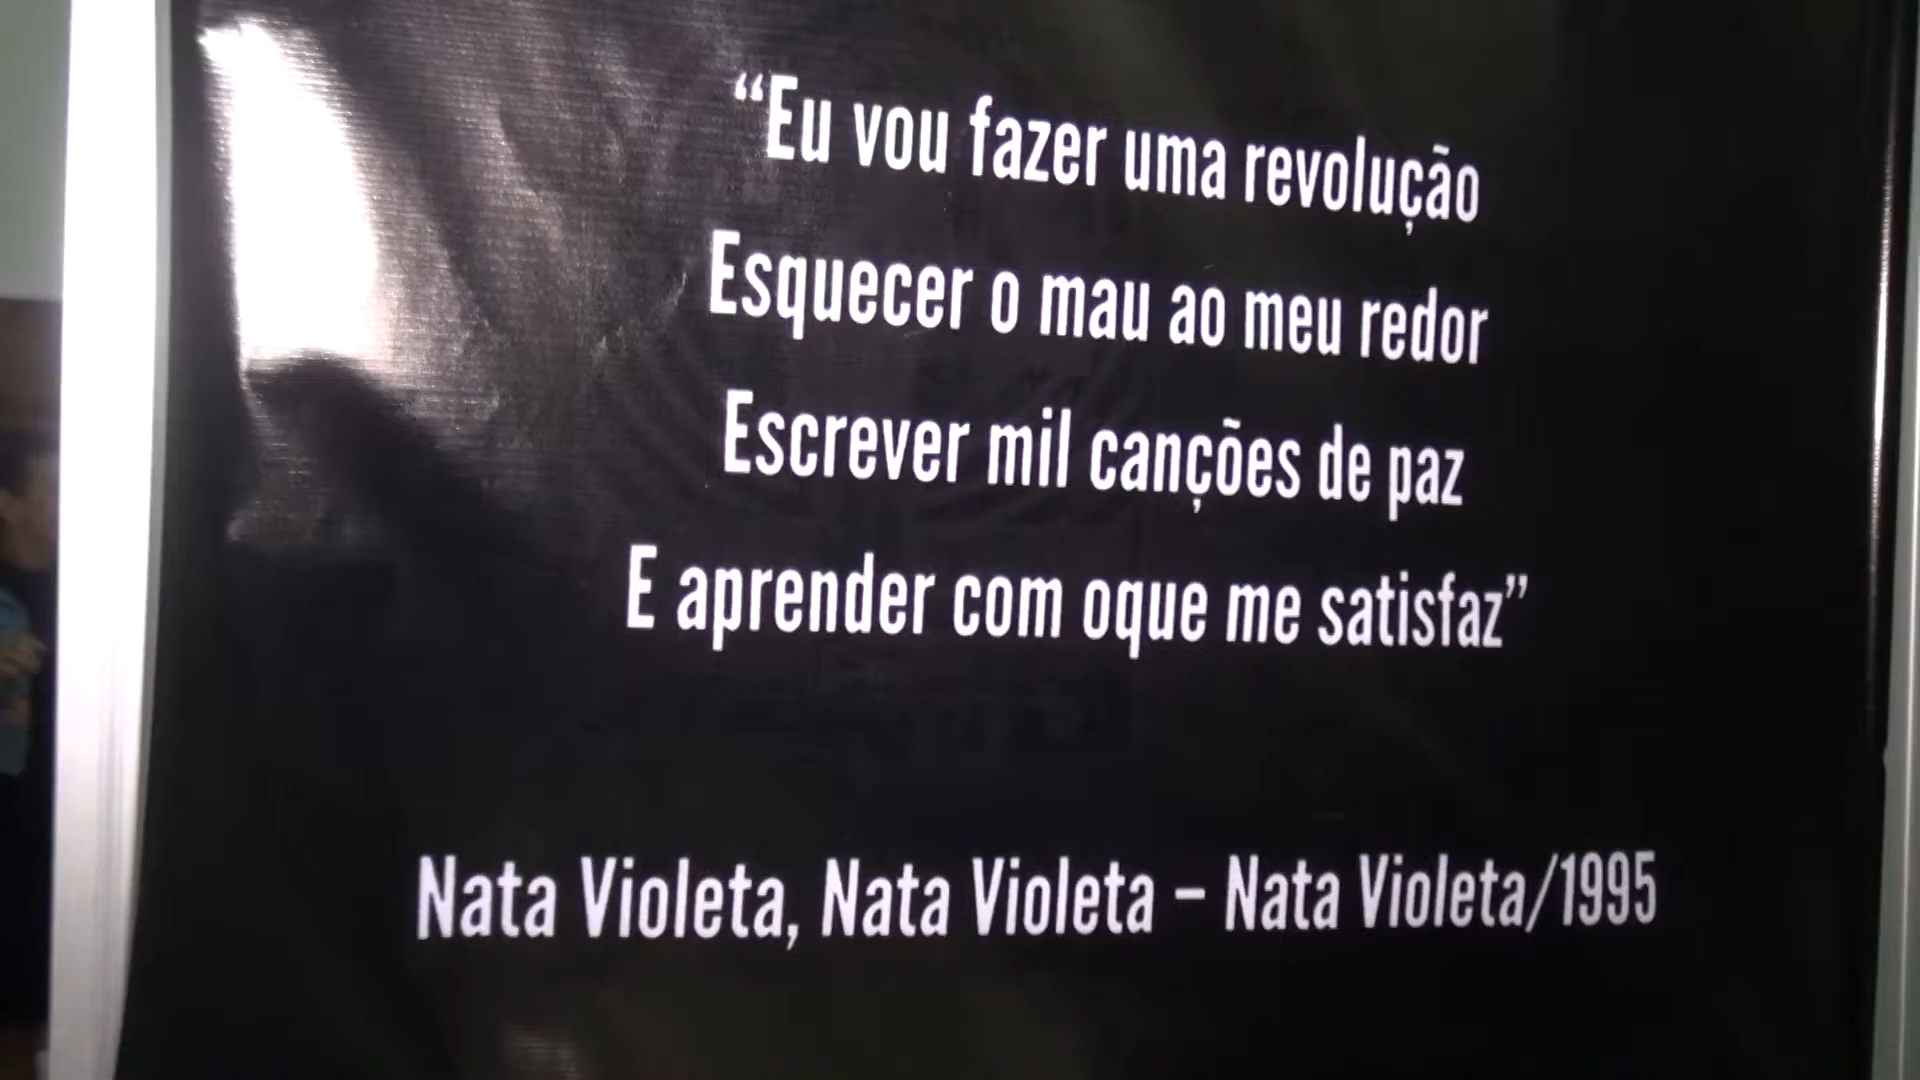 “Eu vou fazer uma revolução
Esquecer o mau ao meu redor
Escrever mil canções de paz
E aprender com oque me satisfaz”
Nata Violeta, Nata Violeta – Nata Violeta/1995